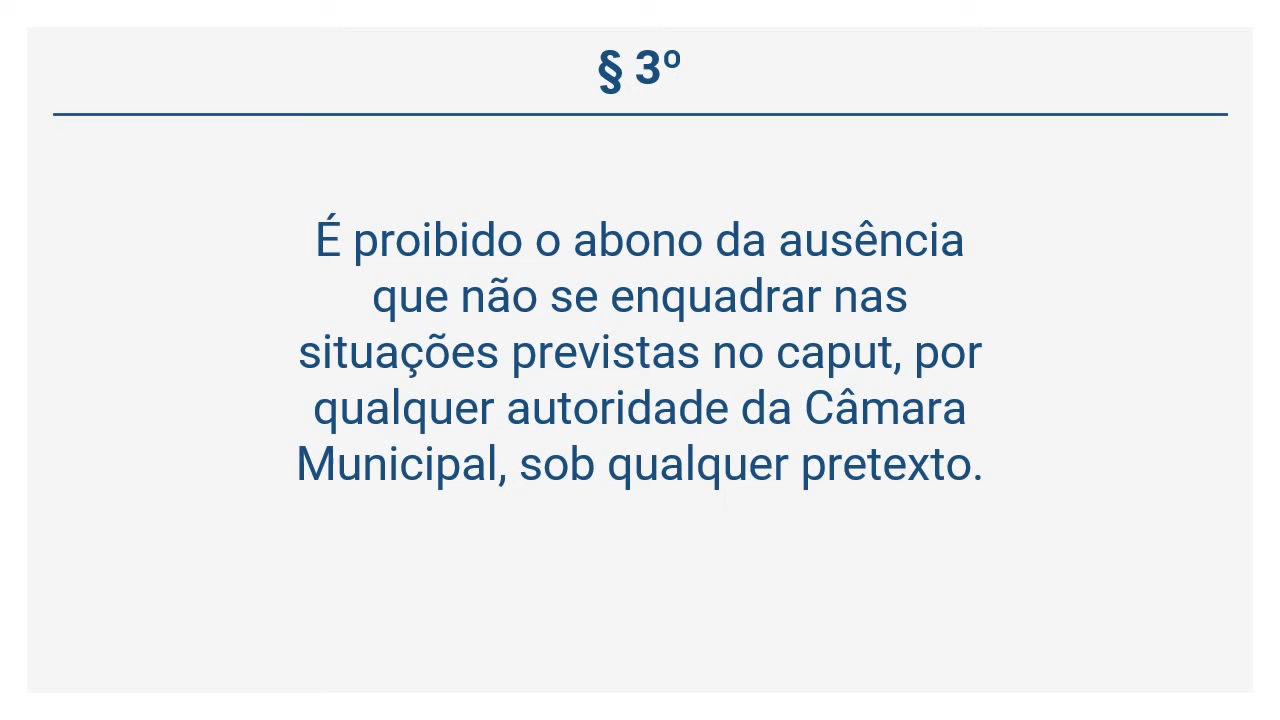 § 3º
É proibido o abono da ausência
que não se enquadrar nas
situações previstas no caput, por
qualquer autoridade da Câmara
Municipal, sob qualquer pretexto.